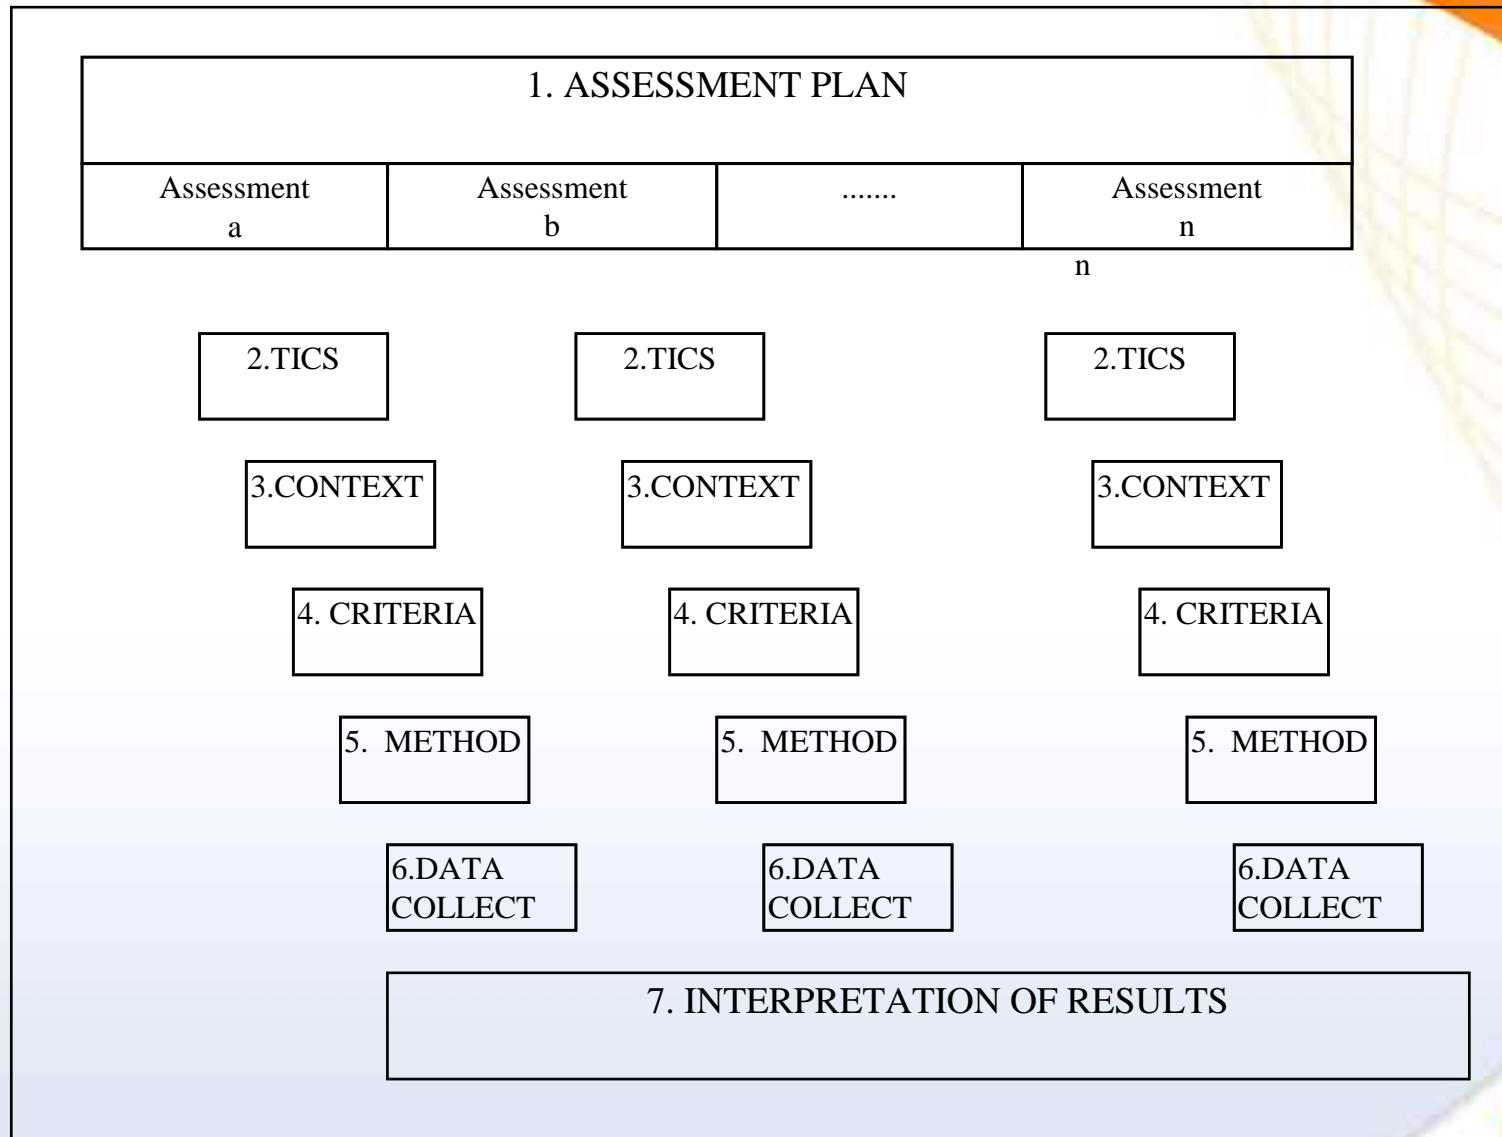 1. ASSESSMENT PLAN
Assessment a
Assessment b
.......
Assessment n
n
2.TICS
2.TICS
2.TICS
3.CONTEXT
3.CONTEXT
3.CONTEXT
4. CRITERIA
4. CRITERIA
4. CRITERIA
5. METHOD
5. METHOD
5. METHOD
6.DATA
COLLECT
6.DATA
COLLECT
6.DATA
COLLECT
7. INTERPRETATION OF RESULTS